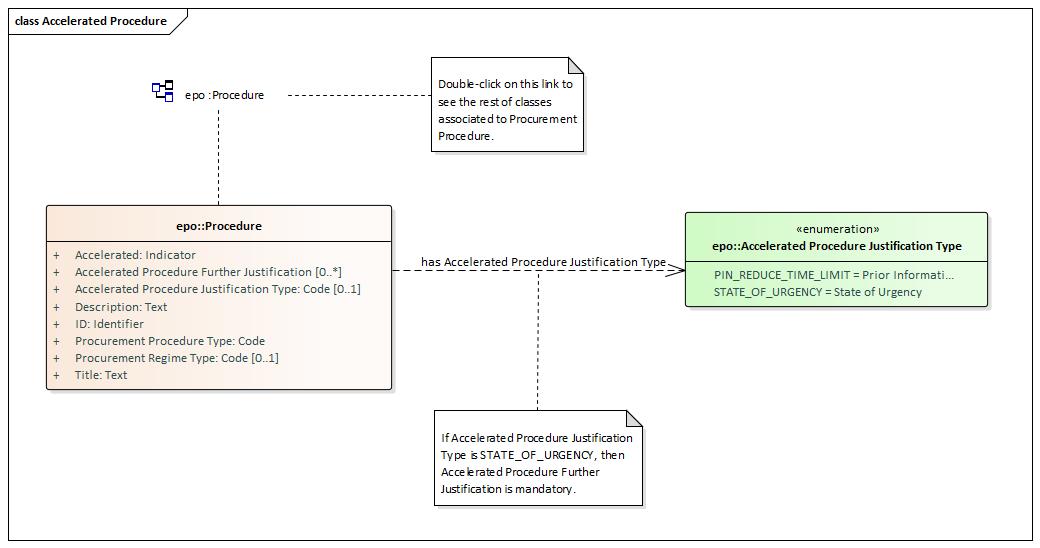 class Accelerated Procedure
epo :Procedure
Double-click on this link to
see the rest of classes
associated to Procurement
Procedure.
epo::Procedure
+ Accelerated: Indicator
+ Accelerated Procedure Further Justification [0..*]
+ Accelerated Procedure Justification Type: Code [0..1]
+ Description: Text
+ ID: Identifier
+ Procurement Procedure Type: Code
+ Procurement Regime Type: Code [0..1]
+ Title: Text
has Accelerated Procedure Justification Type
«enumeration»
epo::Accelerated Procedure Justification Type
PIN_REDUCE_TIME_LIMIT = Prior Informati...
STATE_OF_URGENCY = State of Urgency
If Accelerated Procedure Justification
Type is STATE_OF_URGENCY, then
Accelerated Procedure Further
Justification is mandatory.